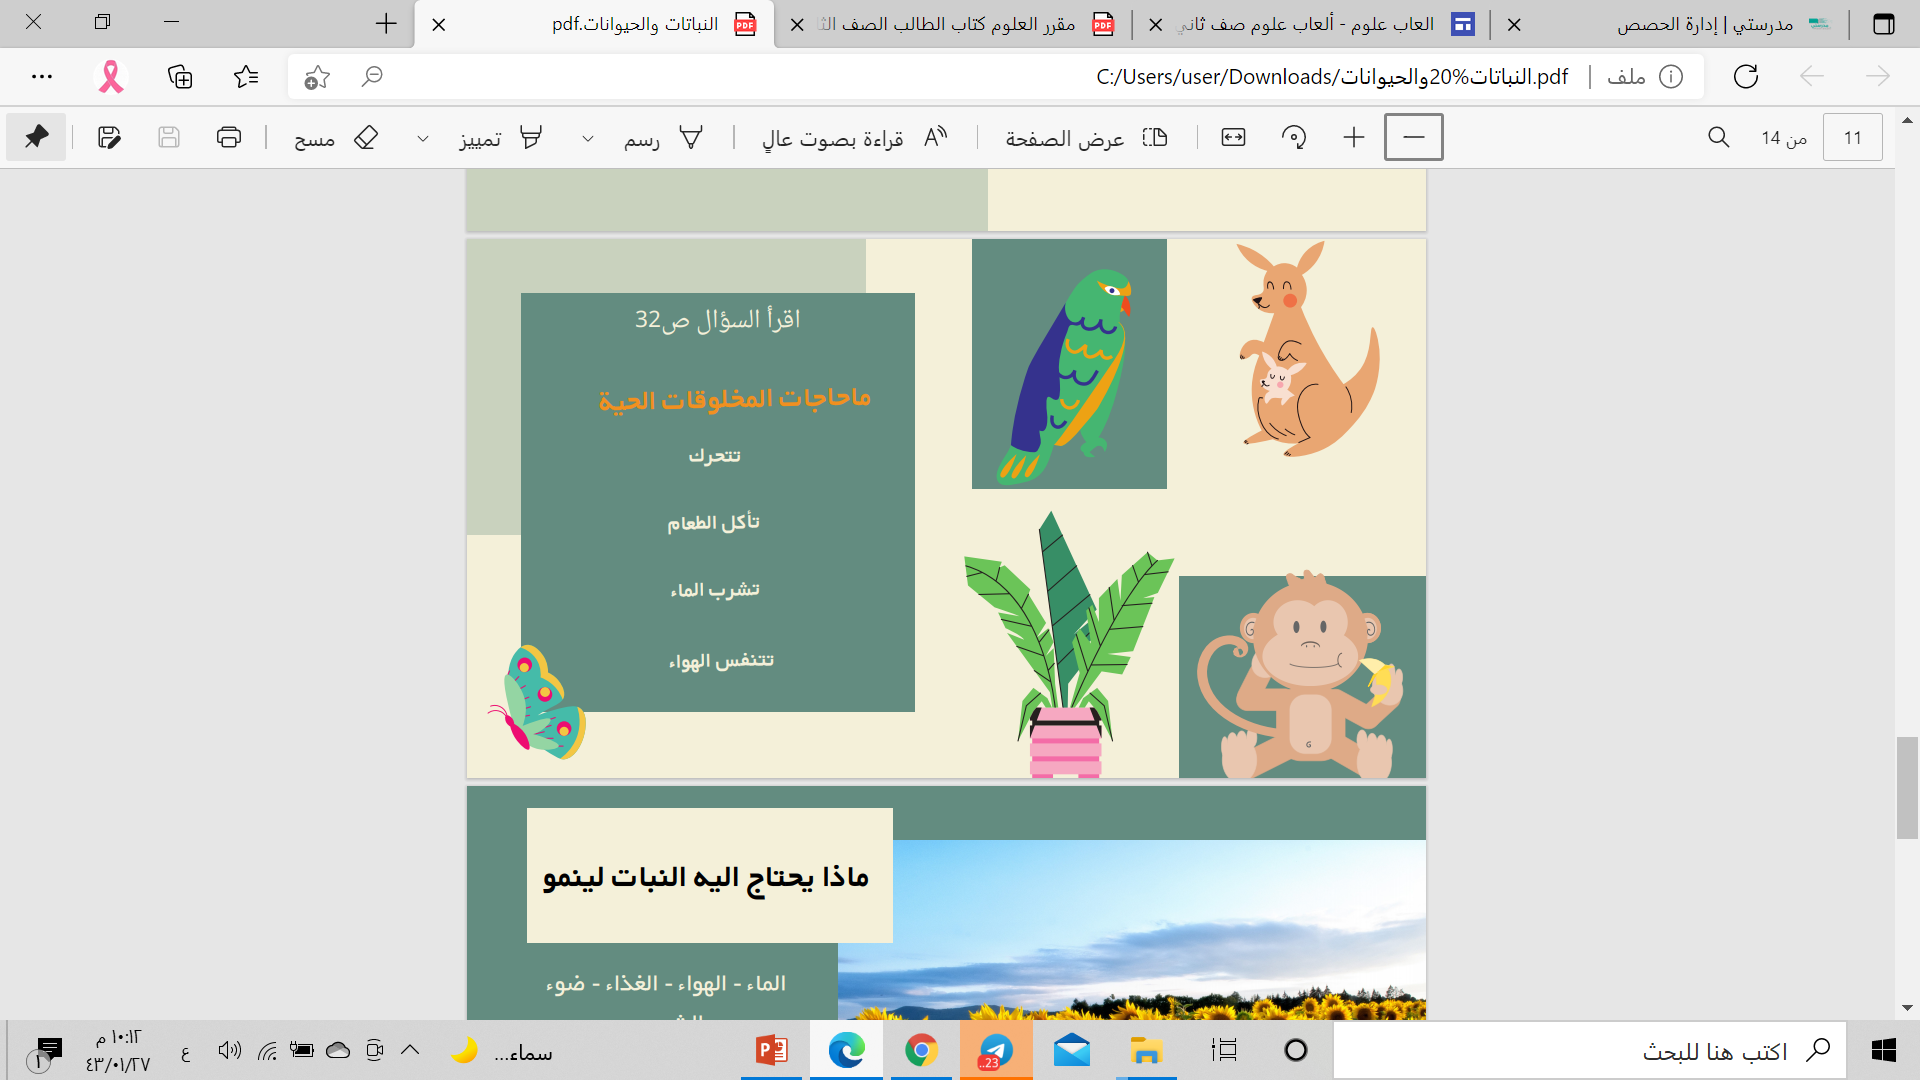 مدرستي | إدارة الحصص
العاب علوم - ألعاب علوم صف ثاني
مقرر العلوم كتاب الطالب الصف
النباتات والحيوانات.pdf
ملف
C:/Users/user/Downloads/النباتات%20والحيوانات.pdf
11
من 14
عرض الصفحة
قراءة بصوت عالٍ
رسم
تمييز
مسح
اقرأ السؤال ص32
ماحاجات المخلوقات الحية
تتحرك
تأكل الطعام
تشرب الماء
تتنفس الهواء
ماذا يحتاج اليه النبات لينمو
الماء - الهواء - الغذاء - ضوء
اكتب هنا للبحث
23..
سماء...
ع
١٠:١٢ م
٤٣/٠١/٢٧
١